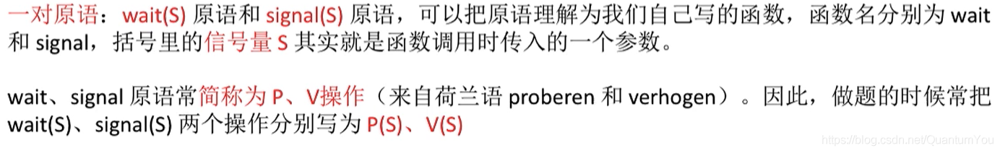 一对原语：wait(S) 原语和 signal(S) 原语，可以把原语理解为我们自己写的函数，函数名分别为 wait
和 signal，括号里的信号量 S 其实就是函数调用时传入的一个参数。
wait、signal 原语常简称为 P、V操作（来自荷兰语 proberen 和 verhogen）。因此，做题的时候常把
wait(S)、signal(S) 两个操作分别写为 P(S)、V(S)
https://blog.csdn.net/QuantumYou